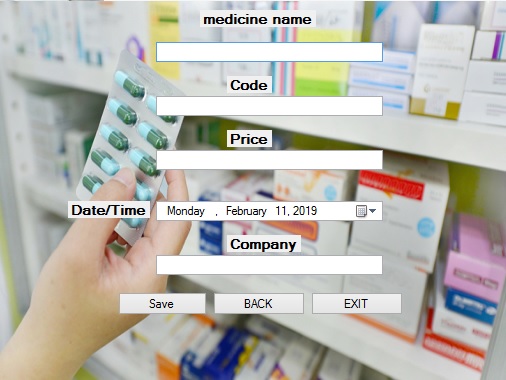 medicine name
Code
Price
Date/Time Monday , February 11, 2019
Company
Save BACK EXIT